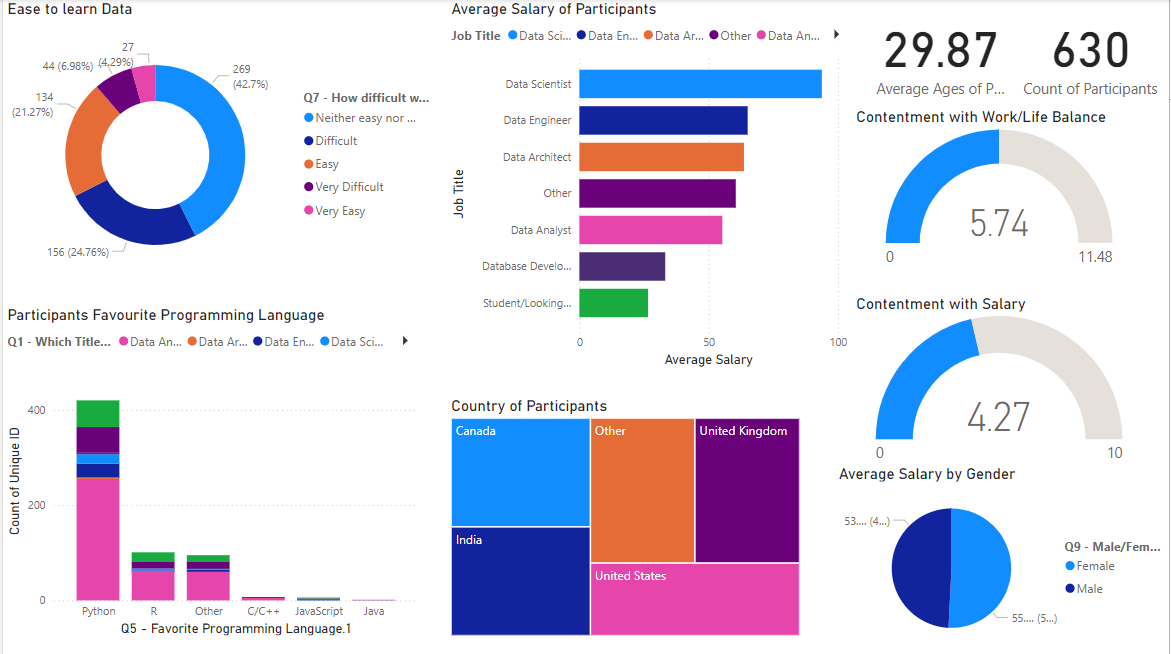 Ease to learn Data
27
(4.29%)
44 (6.98%)
134
(21.27%)
269
(42.7%)
156 (24.76%)
Q7 - How difficult w...
Neither easy nor ...
Difficult
Easy
Very Difficult
Very Easy
Average Salary of Participants
Job Title Data Sci... Data En... Data Ar... Other Data An...
Job Title
Data Scientist
Data Engineer
Data Architect
Other
Data Analyst
Database Develo...
Student/Looking...
0 50 100
Average Salary
29.87 630
Average Ages of P... Count of Participants
Contentment with Work/Life Balance
5.74
0 11.48
Contentment with Salary
4.27
0 10
Participants Favourite Programming Language
Q1 - Which Title... Data An... Data Ar... Data En... Data Sci...
Count of Unique ID
400
200
0
Python R Other C/C++ JavaScript Java
Q5 - Favorite Programming Language.1
Country of Participants
Canada
Other
United Kingdom
India
United States
Average Salary by Gender
53.... (4...)
55.... (5...)
Q9 - Male/Fem...
Female
Male